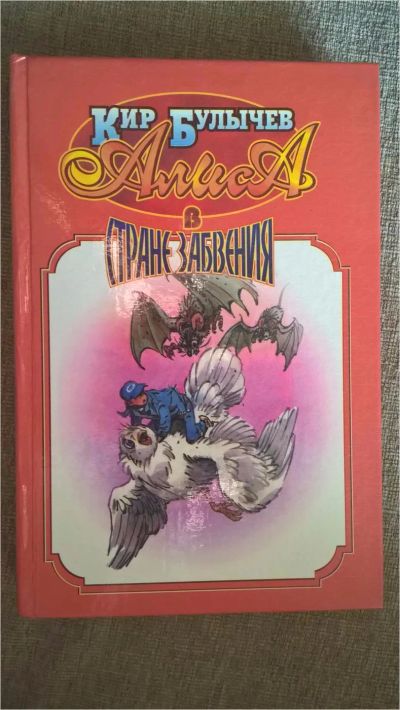 Кир Булычев
Алиса
в
стране забвения